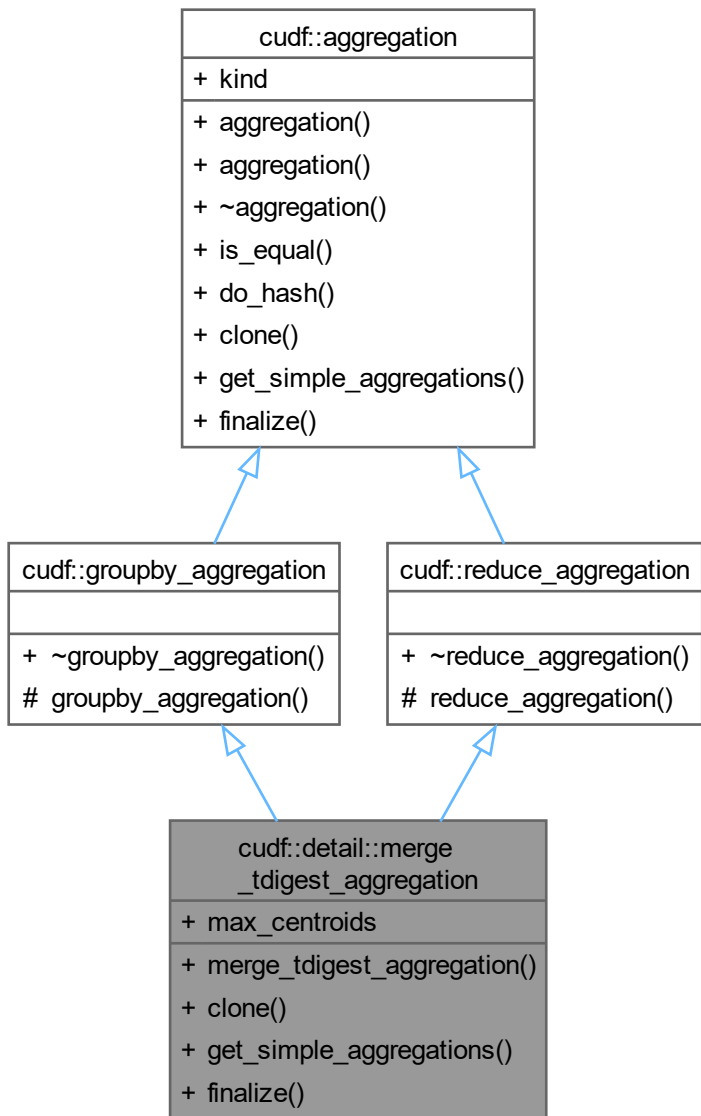 cudf::aggregation
+ kind
+ aggregation()
+ aggregation()
+ ~aggregation()
+ is_equal()
+ do_hash()
+ clone()
+ get_simple_aggregations()
+ finalize()
cudf::groupby_aggregation
+ ~groupby_aggregation()
# groupby_aggregation()
cudf::reduce_aggregation
+ ~reduce_aggregation()
# reduce_aggregation()
cudf::detail::merge
_tdigest_aggregation
+ max_centroids
+ merge_tdigest_aggregation()
+ clone()
+ get_simple_aggregations()
+ finalize()